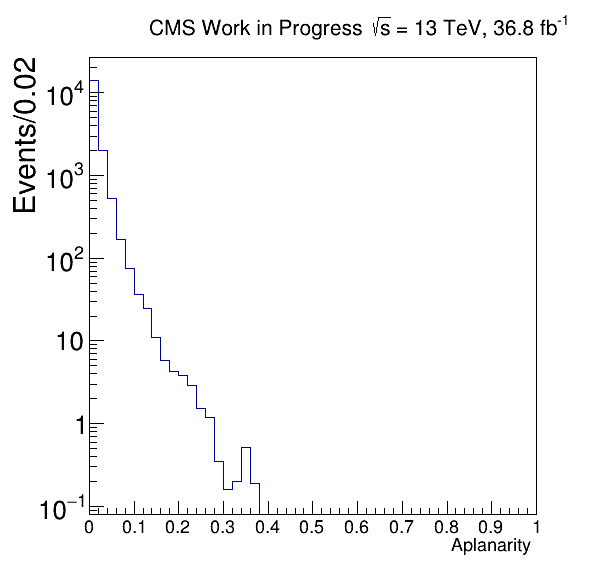 CMS Work in Progress √s = 13 TeV, 36.8 fb⁻¹
Events/0.02
10⁴
10³
10²
10
1
10⁻¹
0 0.1 0.2 0.3 0.4 0.5 0.6 0.7 0.8 0.9 1
Aplanarity